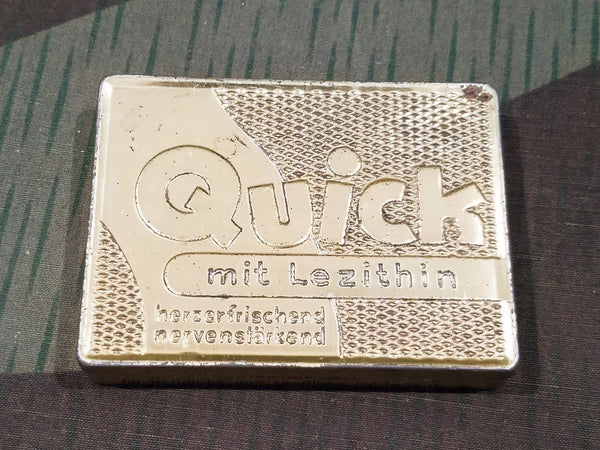 Quick
mit Lezithin
herzerfrischend
nervenstärkend